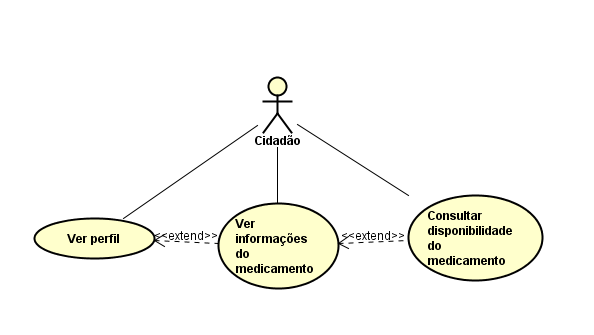 Cidadão
Ver perfil
<<extend>>
Ver
informações
do
medicamento
<<extend>>
Consultar
disponibilidade
do
medicamento